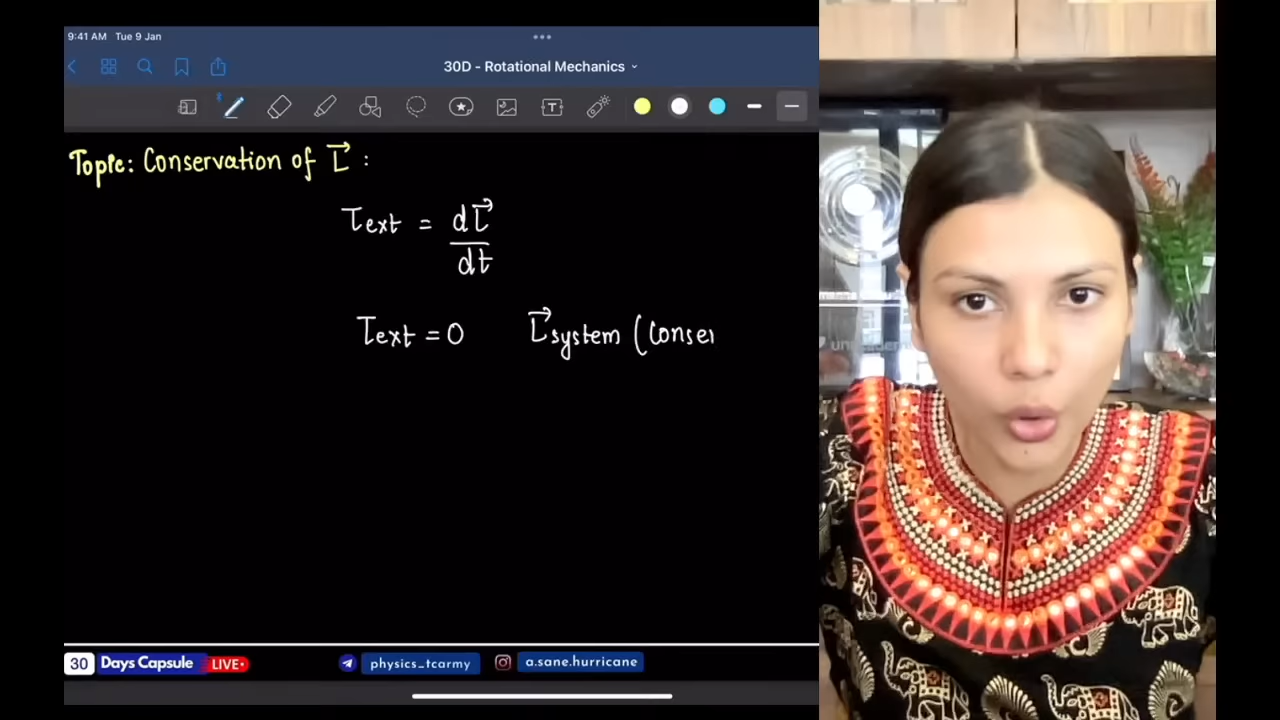 9:41 AM Tue 9 Jan
30D - Rotational Mechanics
Topic: Conservation of L⃗ :
τext = dL⃗/dt
τext = 0 L⃗system (Conser
30 Days Capsule LIVE
physics_tcarmy
a.sane.hurricane